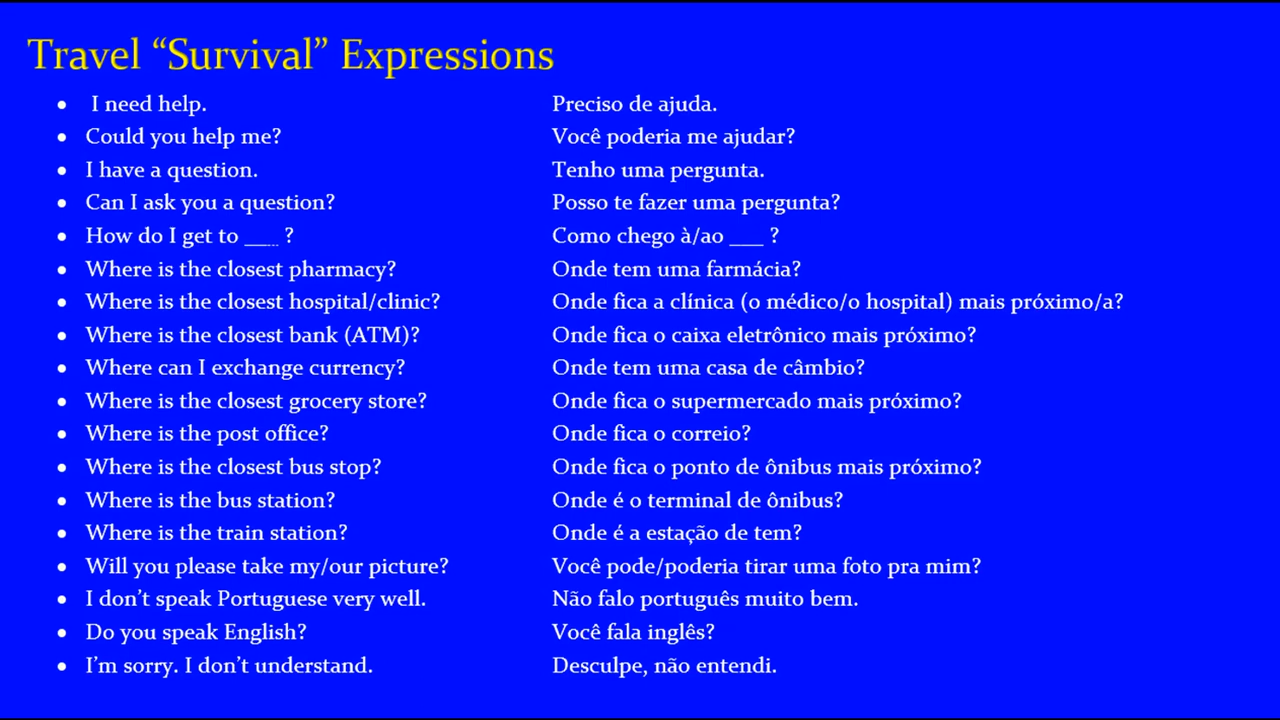 Travel “Survival” Expressions
• I need help. Preciso de ajuda.
• Could you help me? Você poderia me ajudar?
• I have a question. Tenho uma pergunta.
• Can I ask you a question? Posso te fazer uma pergunta?
• How do I get to ____ ? Como chego à/ao ___ ?
• Where is the closest pharmacy? Onde tem uma farmácia?
• Where is the closest hospital/clinic? Onde fica a clínica (o médico/o hospital) mais próximo/a?
• Where is the closest bank (ATM)? Onde fica o caixa eletrônico mais próximo?
• Where can I exchange currency? Onde tem uma casa de câmbio?
• Where is the closest grocery store? Onde fica o supermercado mais próximo?
• Where is the post office? Onde fica o correio?
• Where is the closest bus stop? Onde fica o ponto de ônibus mais próximo?
• Where is the bus station? Onde é o terminal de ônibus?
• Where is the train station? Onde é a estação de tem?
• Will you please take my/our picture? Você pode/poderia tirar uma foto pra mim?
• I don’t speak Portuguese very well. Não falo português muito bem.
• Do you speak English? Você fala inglês?
• I’m sorry. I don’t understand. Desculpe, não entendi.